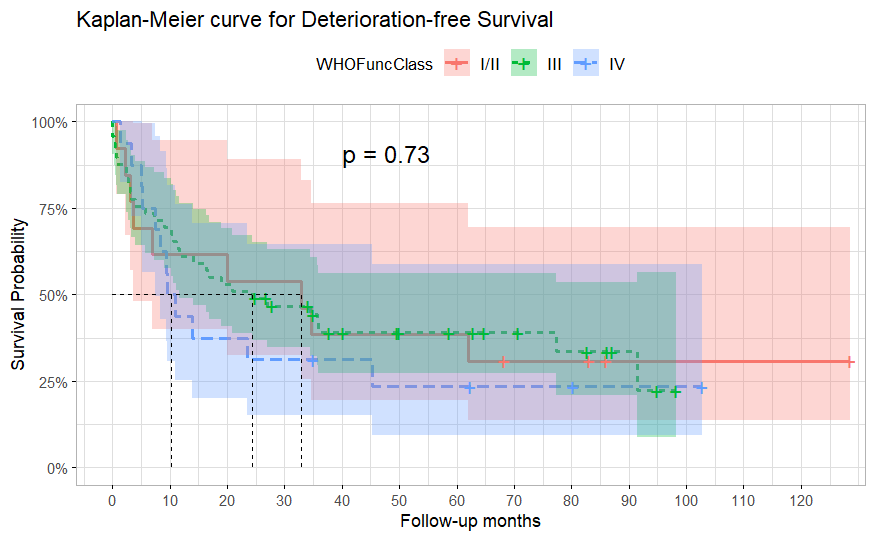 Kaplan-Meier curve for Deterioration-free Survival
WHOFuncClass I/II III IV
p = 0.73
Survival Probability
100%
75%
50%
25%
0%
0 10 20 30 40 50 60 70 80 90 100 110 120
Follow-up months